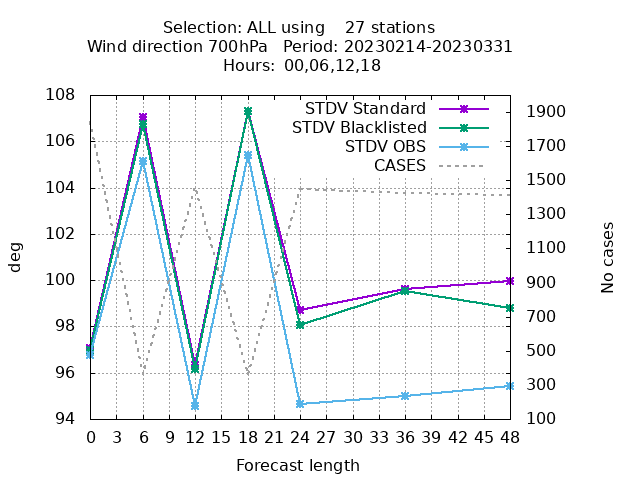 Selection: ALL using    27 stations
Wind direction 700hPa   Period: 20230214-20230331
Hours: 00,06,12,18
108
106
104
102
100
98
96
94
deg
STDV Standard
STDV Blacklisted
STDV OBS
CASES
1900
1700
1500
1300
1100
900
700
500
300
100
No cases
0 3 6 9 12 15 18 21 24 27 30 33 36 39 42 45 48
Forecast length